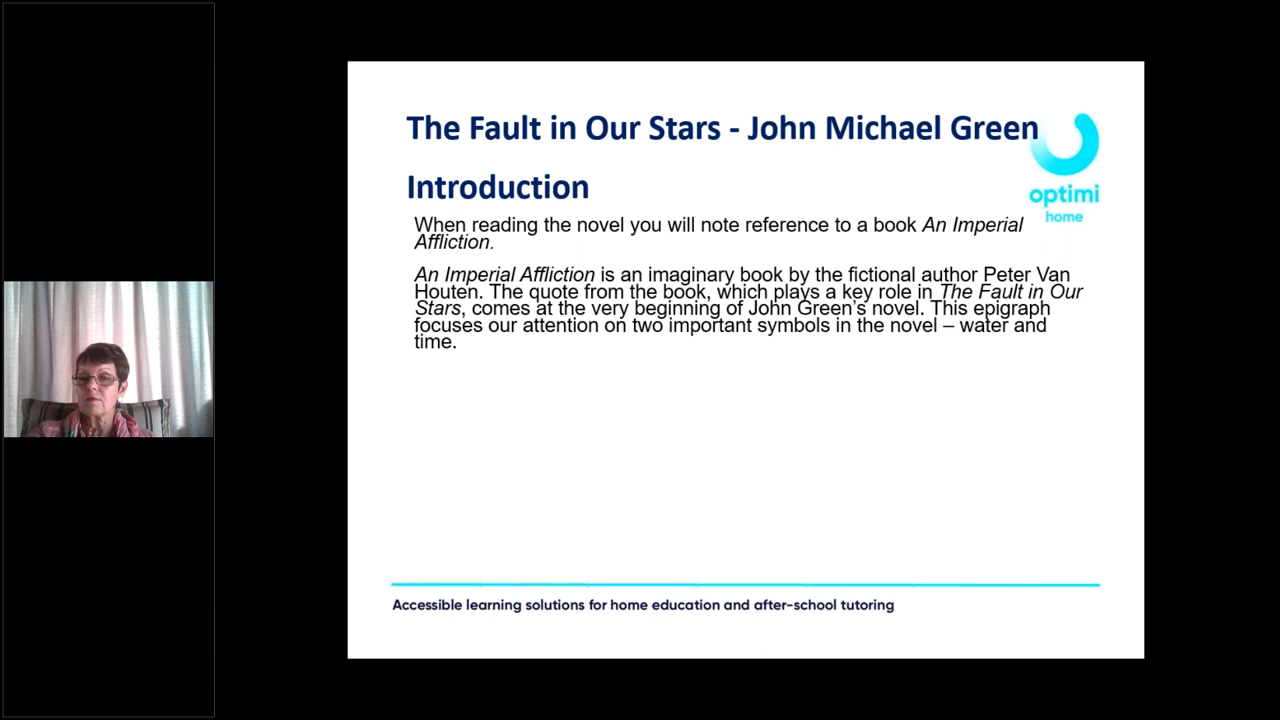 The Fault in Our Stars - John Michael Green
Introduction
optimi
home
When reading the novel you will note reference to a book An Imperial
Affliction.
An Imperial Affliction is an imaginary book by the fictional author Peter Van
Houten. The quote from the book, which plays a key role in The Fault in Our
Stars, comes at the very beginning of John Green’s novel. This epigraph
focuses our attention on two important symbols in the novel – water and
time.
Accessible learning solutions for home education and after-school tutoring